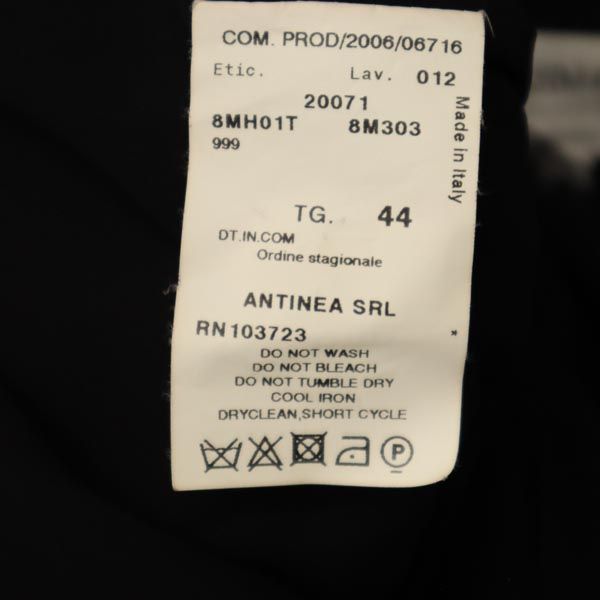 COM. PROD/2006/06716
Etic. Lav. 012
20071
8MH01T 8M303
999
Made in Italy
TG. 44
DT.IN.COM
Ordine stagionale
ANTINEA SRL
RN103723 *
DO NOT WASH
DO NOT BLEACH
DO NOT TUMBLE DRY
COOL IRON
DRYCLEAN,SHORT CYCLE
P